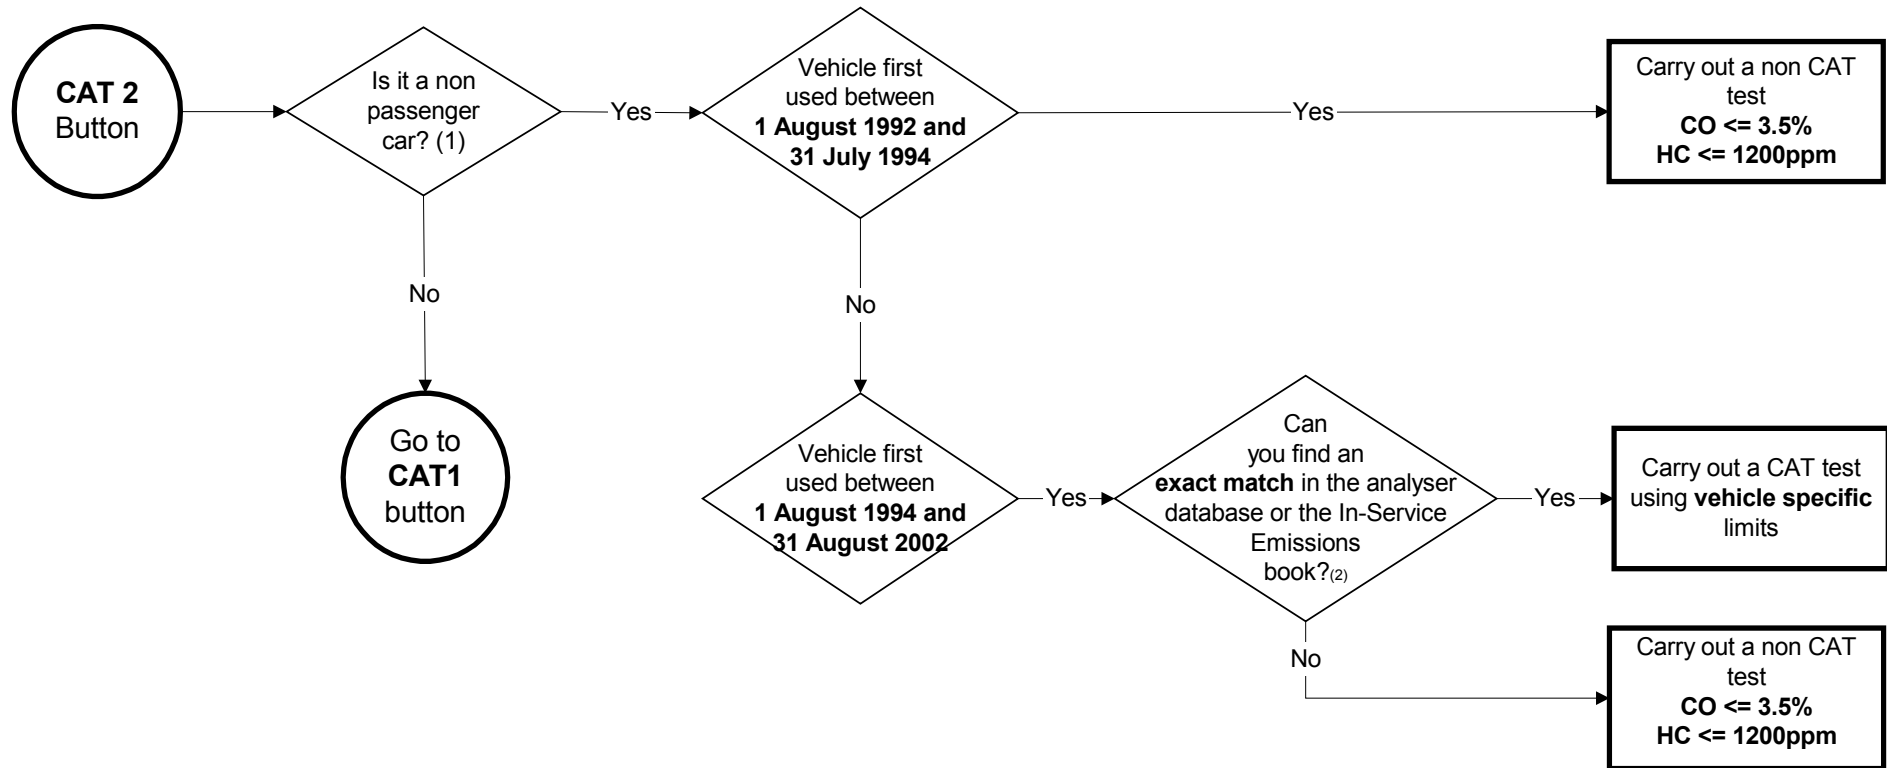 CAT 2
Button
Is it a non
passenger
car? (1)
Yes
Vehicle first
used between
1 August 1992 and
31 July 1994
Yes
Carry out a non CAT
test
CO <= 3.5%
HC <= 1200ppm
No
No
Go to
CAT1
button
Vehicle first
used between
1 August 1994 and
31 August 2002
Yes
Can
you find an
exact match in the analyser
database or the In-Service
Emissions
book?(2)
Yes
Carry out a CAT test
using vehicle specific
limits
No
Carry out a non CAT
test
CO <= 3.5%
HC <= 1200ppm